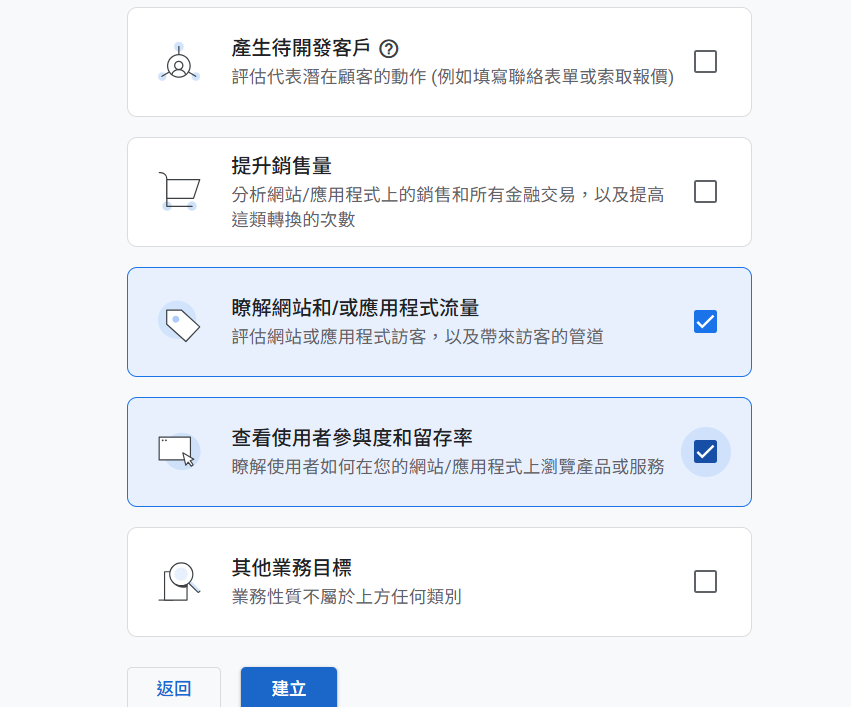 產生待開發客戶
評估代表潛在顧客的動作 (例如填寫聯絡表單或索取報價)
提升銷售量
分析網站/應用程式上的銷售和所有金融交易，以及提高
這類轉換的次數
瞭解網站和/或應用程式流量
評估網站或應用程式訪客，以及帶來訪客的管道
查看使用者參與度和留存率
瞭解使用者如何在您的網站/應用程式上瀏覽產品或服務
其他業務目標
業務性質不屬於上方任何類別
返回
建立